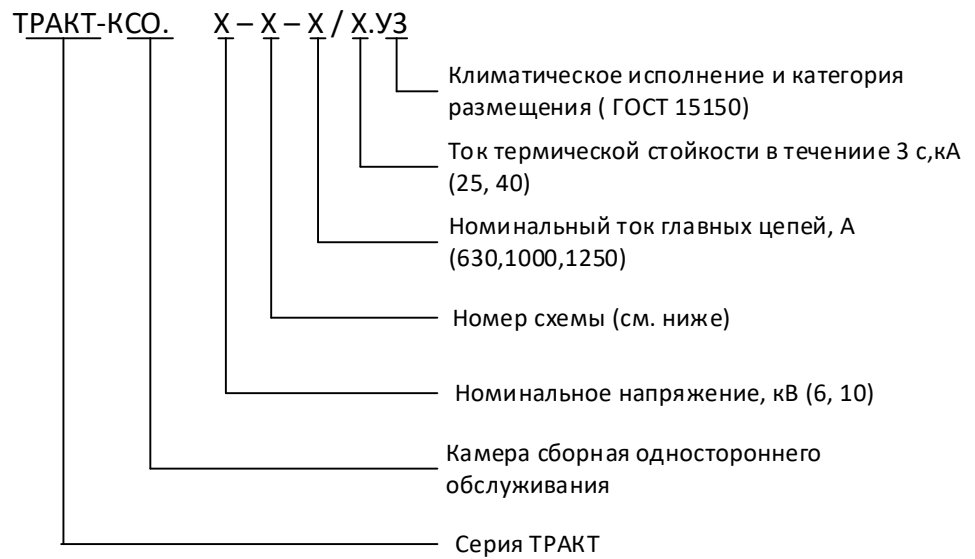 ТРАКТ-КСО. Х – Х – Х / Х.У3
Климатическое исполнение и категория
размещения ( ГОСТ 15150)
Ток термической стойкости в течениие 3 с,кА
(25, 40)
Номинальный ток главных цепей, А
(630,1000,1250)
Номер схемы (см. ниже)
Номинальное напряжение, кВ (6, 10)
Камера сборная одностороннего
обслуживания
Серия ТРАКТ